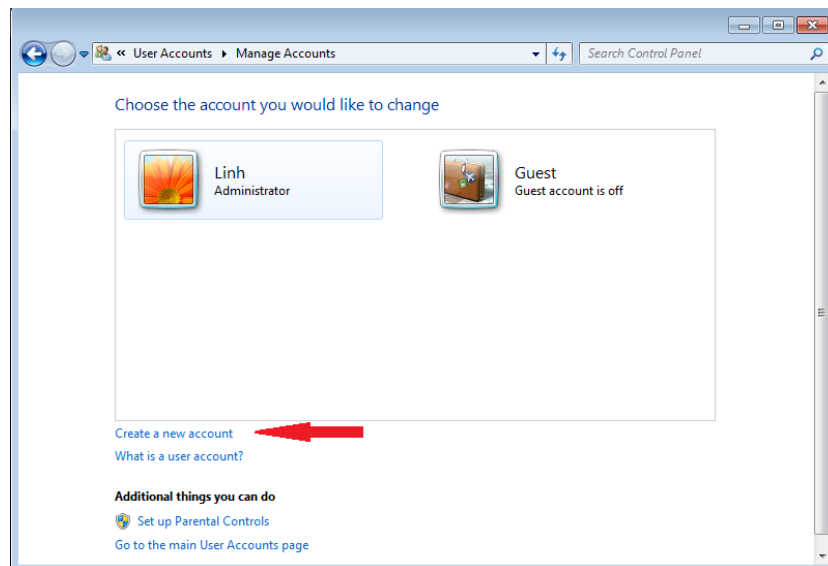 « User Accounts ▸ Manage Accounts
Search Control Panel
Choose the account you would like to change
Linh
Administrator
Guest
Guest account is off
Create a new account
What is a user account?
Additional things you can do
Set up Parental Controls
Go to the main User Accounts page